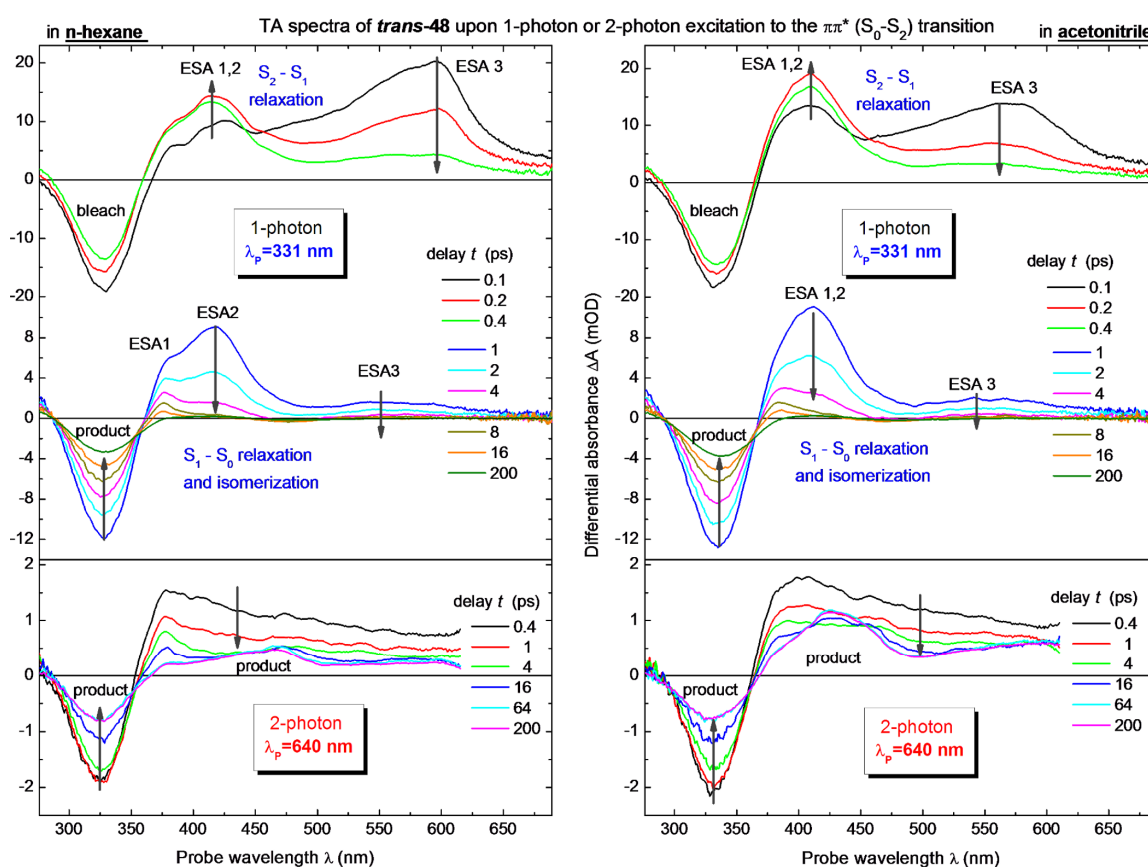 in n-hexane
TA spectra of trans-48 upon 1-photon or 2-photon excitation to the ππ* (S0-S2) transition
in acetonitrile
20
10
0
-10
-20
ESA 1,2
S2 – S1
relaxation
ESA 3
bleach
1-photon
λP=331 nm
delay t (ps)
0.1
0.2
0.4
1
2
4
8
16
200
8
4
0
-4
-8
-12
ESA1
ESA2
ESA3
product
S1 – S0 relaxation
and isomerization
2
1
0
-1
-2
product
product
2-photon
λP=640 nm
delay t (ps)
0.4
1
4
16
64
200
300 350 400 450 500 550 600 650
Probe wavelength λ (nm)
Differential absorbance ΔA (mOD)
20
10
0
-10
20
ESA 1,2
S2 – S1
relaxation
ESA 3
bleach
1-photon
λP=331 nm
delay t (ps)
0.1
0.2
0.4
1
2
4
8
16
200
8
4
0
-4
-8
-12
ESA 1,2
ESA 3
product
S1 – S0 relaxation
and isomerization
2
1
0
-1
-2
product
product
2-photon
λP=640 nm
delay t (ps)
0.4
1
4
16
64
200
300 350 400 450 500 550 600 650
Probe wavelength λ (nm)